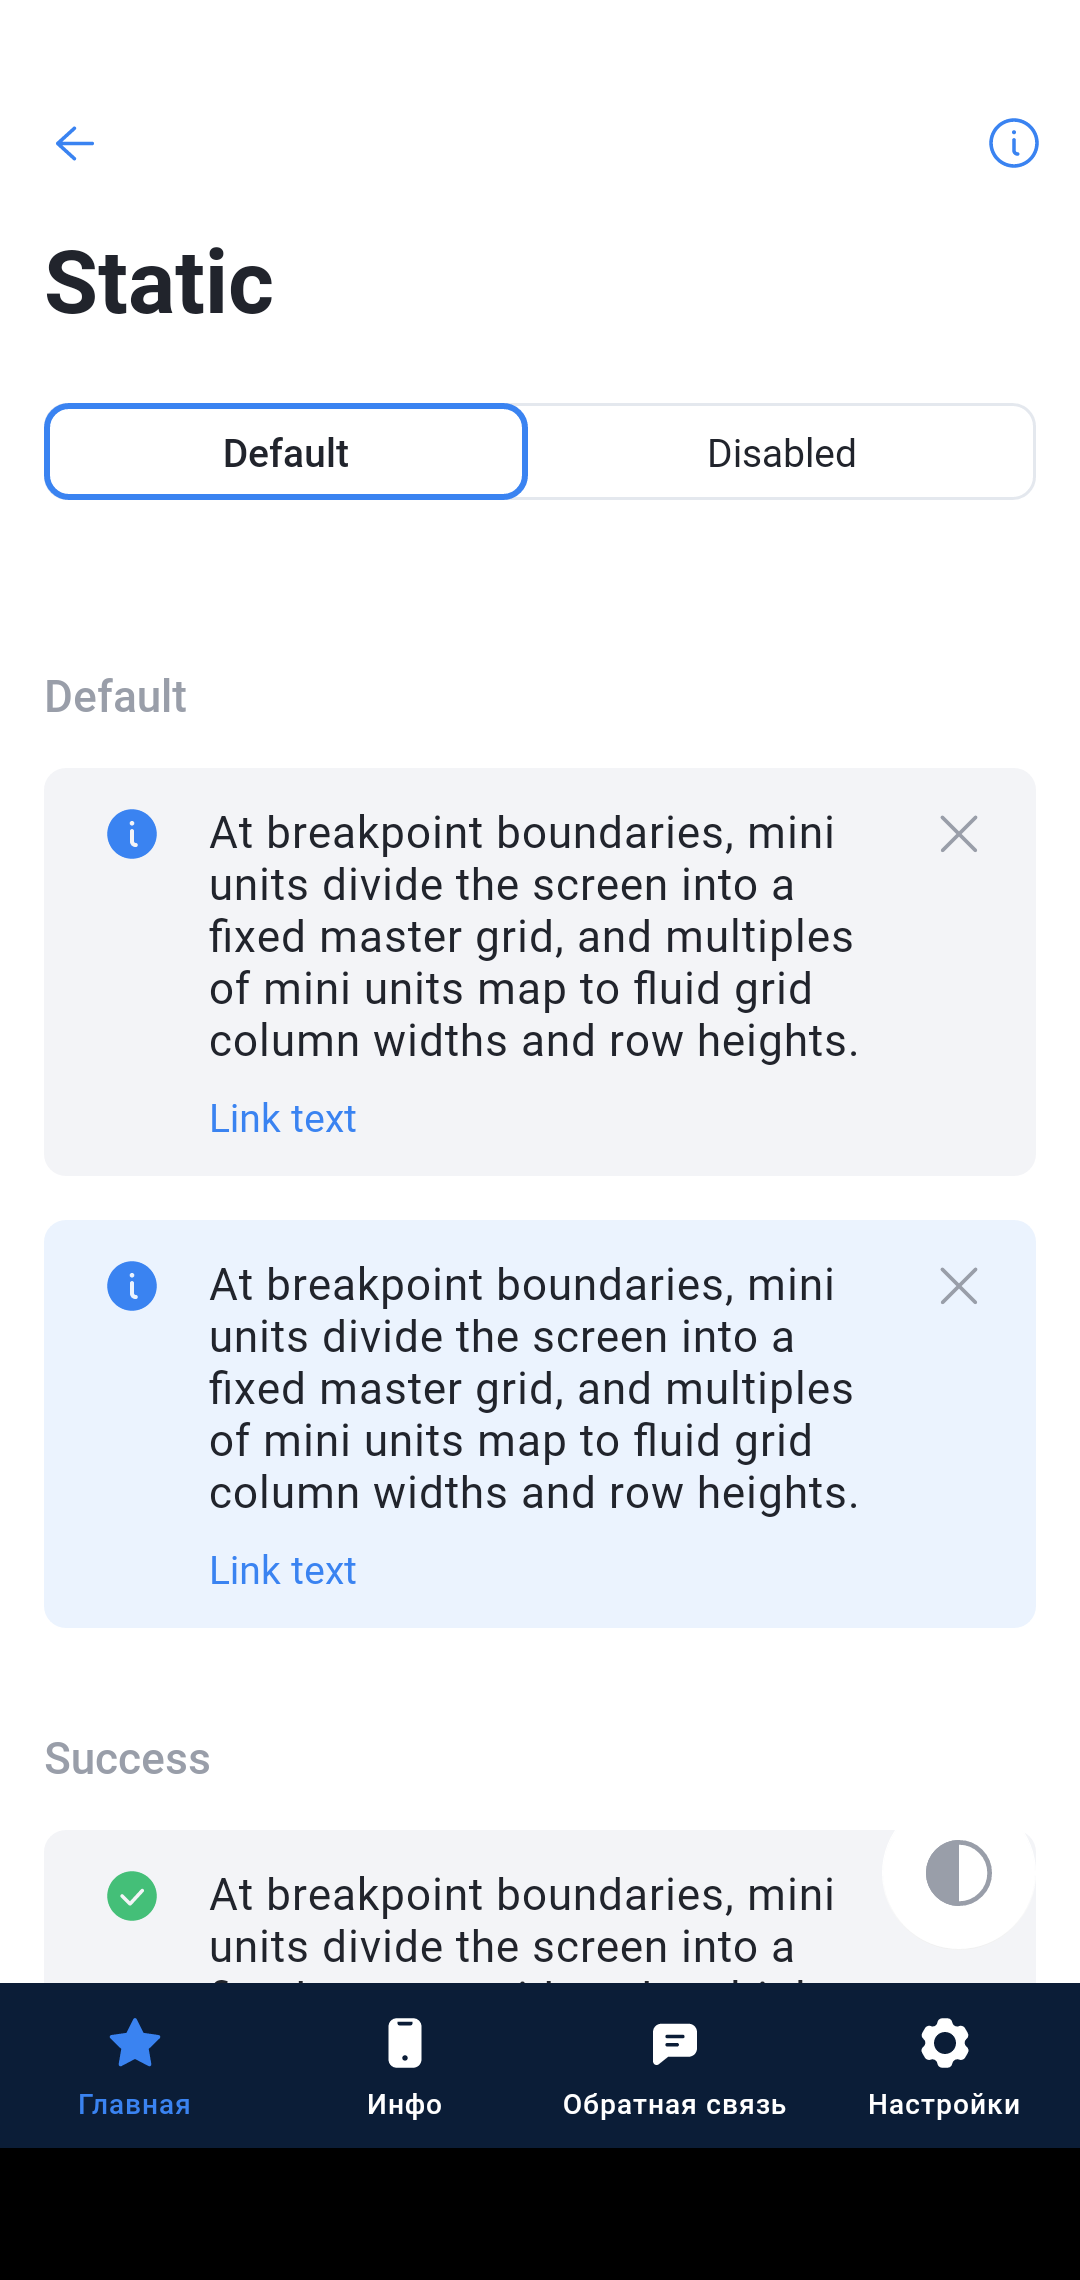 Static
Default
Disabled
Default
At breakpoint boundaries, mini
units divide the screen into a
fixed master grid, and multiples
of mini units map to fluid grid
column widths and row heights.
Link text
At breakpoint boundaries, mini
units divide the screen into a
fixed master grid, and multiples
of mini units map to fluid grid
column widths and row heights.
Link text
Success
At breakpoint boundaries, mini
units divide the screen into a
Главная
Инфо
Обратная связь
Настройки